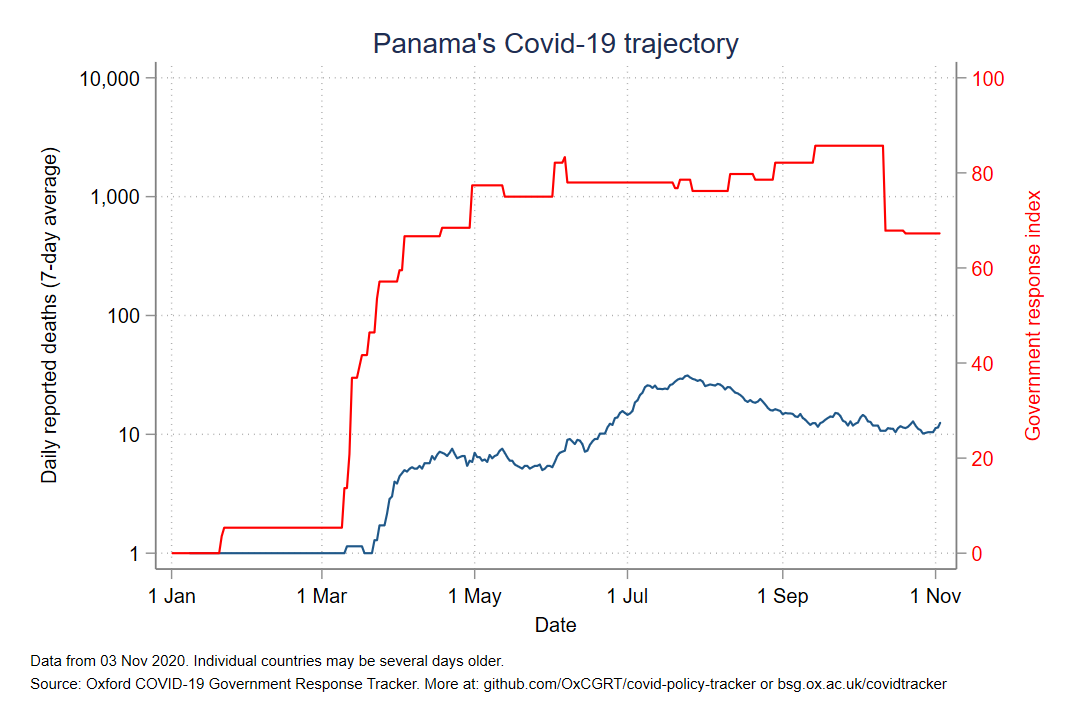 Panama's Covid-19 trajectory
10,000
1,000
100
10
1
Daily reported deaths (7-day average)
100
80
60
40
20
0
Government response index
1 Jan
1 Mar
1 May
1 Jul
1 Sep
1 Nov
Date
Data from 03 Nov 2020. Individual countries may be several days older.
Source: Oxford COVID-19 Government Response Tracker. More at: github.com/OxCGRT/covid-policy-tracker or bsg.ox.ac.uk/covidtracker